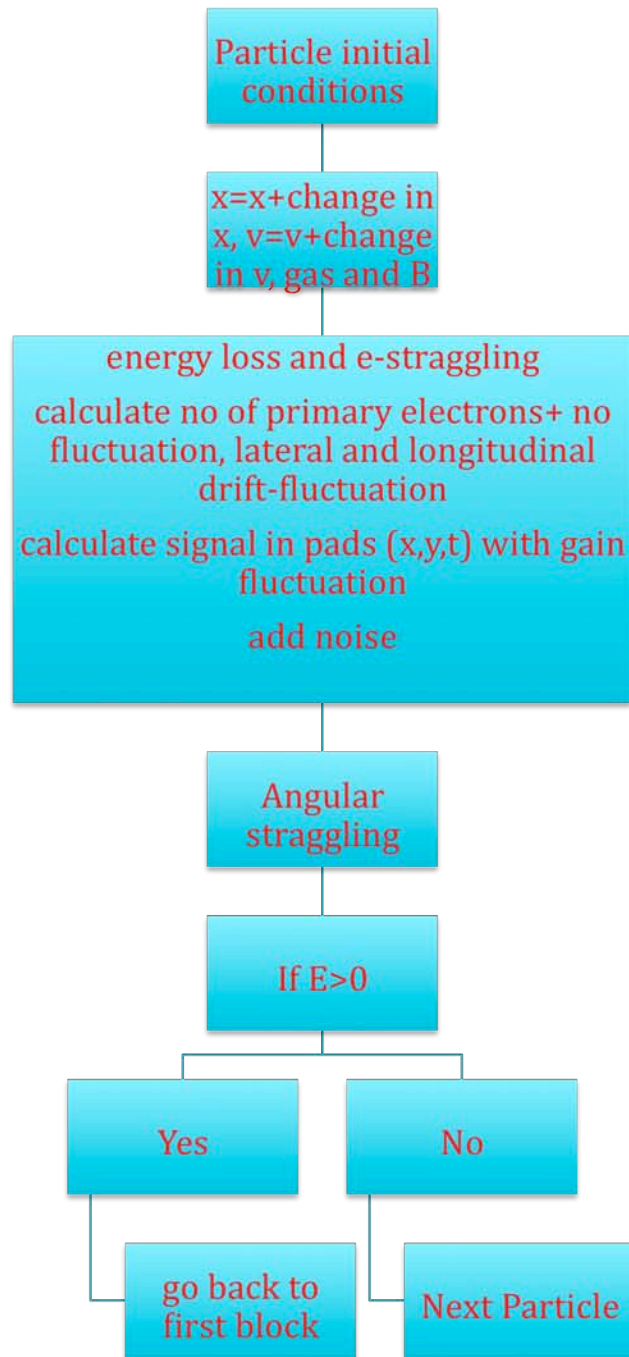 Particle initial
conditions
x=x+change in
x, v=v+change
in v, gas and B
energy loss and e-straggling
calculate no of primary electrons+ no
fluctuation, lateral and longitudinal
drift-fluctuation
calculate signal in pads (x,y,t) with gain
fluctuation
add noise
Angular
straggling
If E>0
Yes
No
go back to
first block
Next Particle